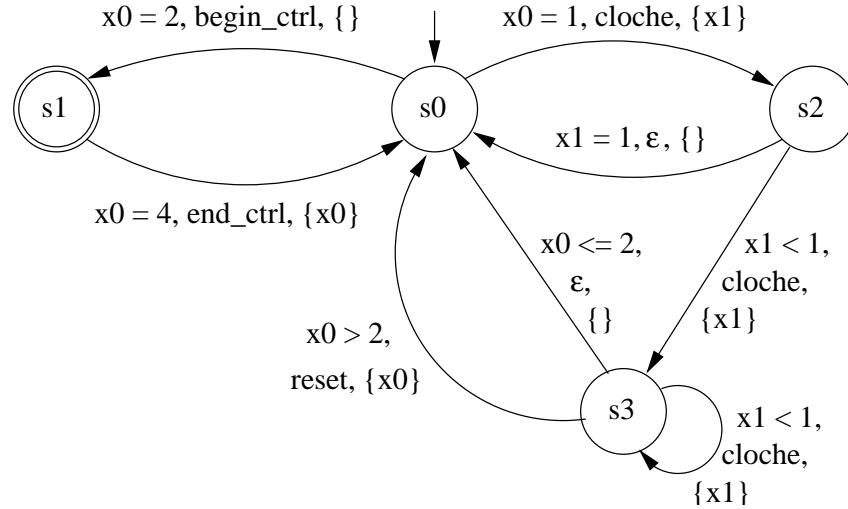 x0 = 2, begin_ctrl, {}
x0 = 1, cloche, {x1}
s1
s0
s2
x1 = 1, ε, {}
x0 = 4, end_ctrl, {x0}
x0 <= 2,
ε,
{}
x1 < 1,
cloche,
{x1}
x0 > 2,
reset, {x0}
s3
x1 < 1,
cloche,
{x1}